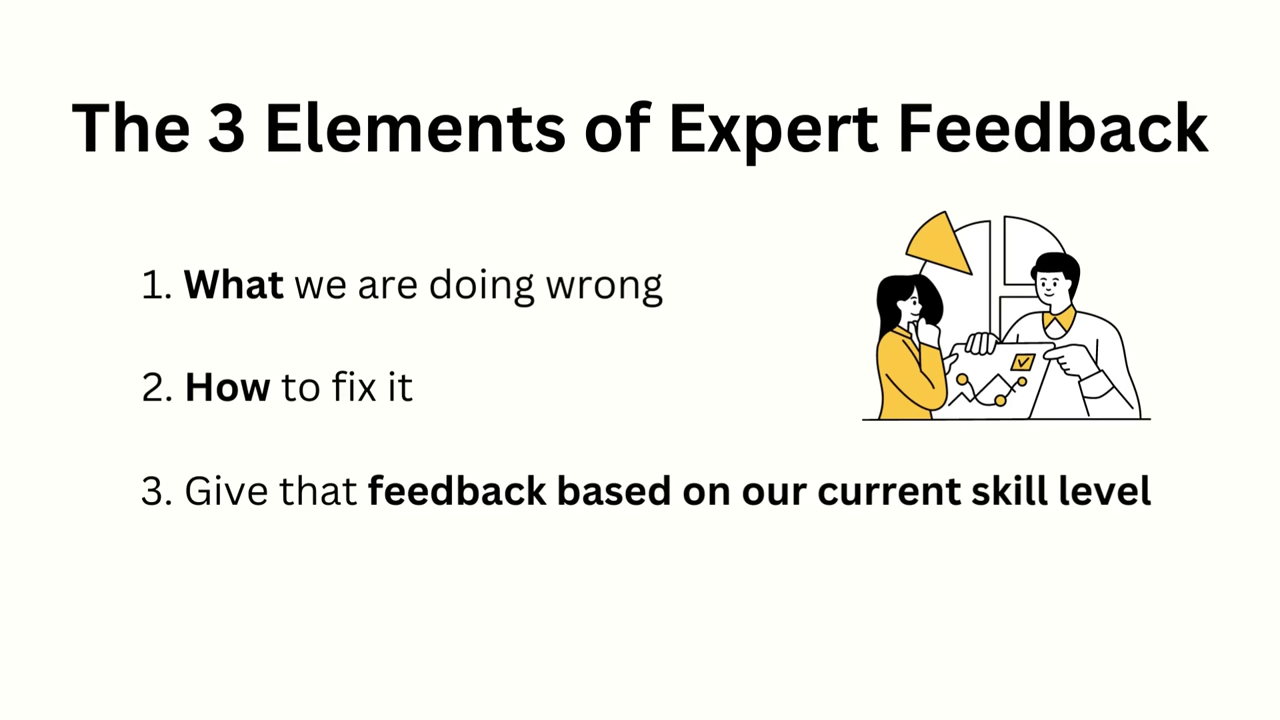 The 3 Elements of Expert Feedback
1. What we are doing wrong
2. How to fix it
3. Give that feedback based on our current skill level